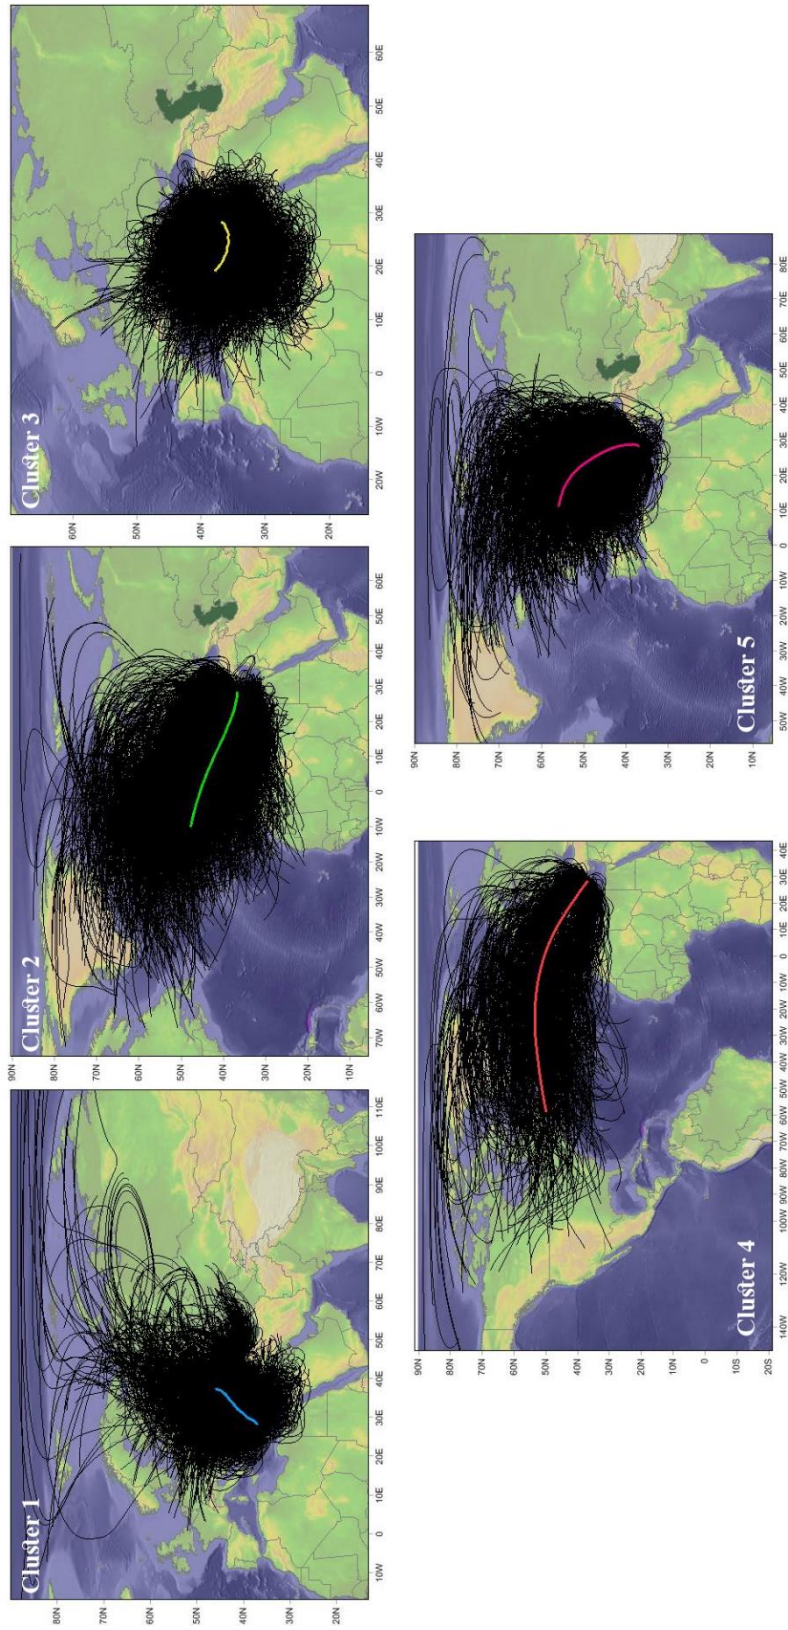 Cluster 1
80N
70N
60N
50N
40N
30N
20N
10W 0 10E 20E 30E 40E 50E 60E 70E 80E 90E 100E 110E
Cluster 2
90N
80N
70N
60N
50N
40N
30N
20N
10N
70W 60W 50W 40W 30W 20W 10W 0 10E 20E 30E 40E 50E 60E
Cluster 3
60N
50N
40N
30N
20N
20W 10W 0 10E 20E 30E 40E 50E 60E
Cluster 4
90N
80N
70N
60N
50N
40N
30N
20N
10N
0
10S
20S
140W 120W 100W 90W 80W 70W 60W 50W 40W 30W 20W 10W 0 10E 20E 30E 40E
Cluster 5
90N
80N
70N
60N
50N
40N
30N
20N
10N
50W 40W 30W 20W 10W 0 10E 20E 30E 40E 50E 60E 70E 80E